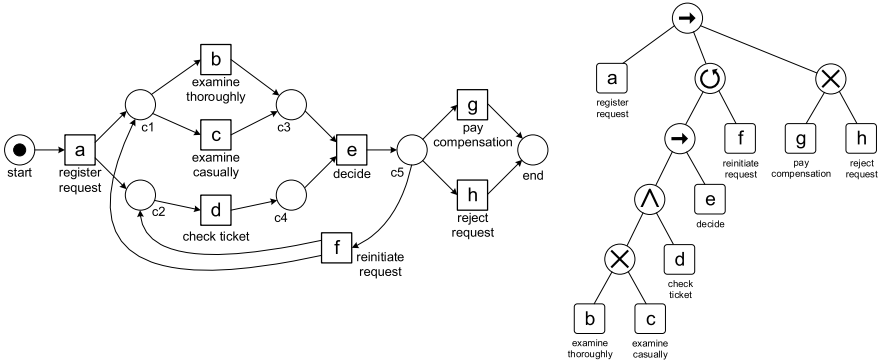 b
examine
thoroughly
c1
c
examine
casually
c3
start
a
register
request
c2
d
check ticket
c4
e
decide
c5
g
pay
compensation
h
reject
request
end
f
reinitiate
request
a
register
request
f
reinitiate
request
g
pay
compensation
h
reject
request
e
decide
d
check
ticket
b
examine
thoroughly
c
examine
casually